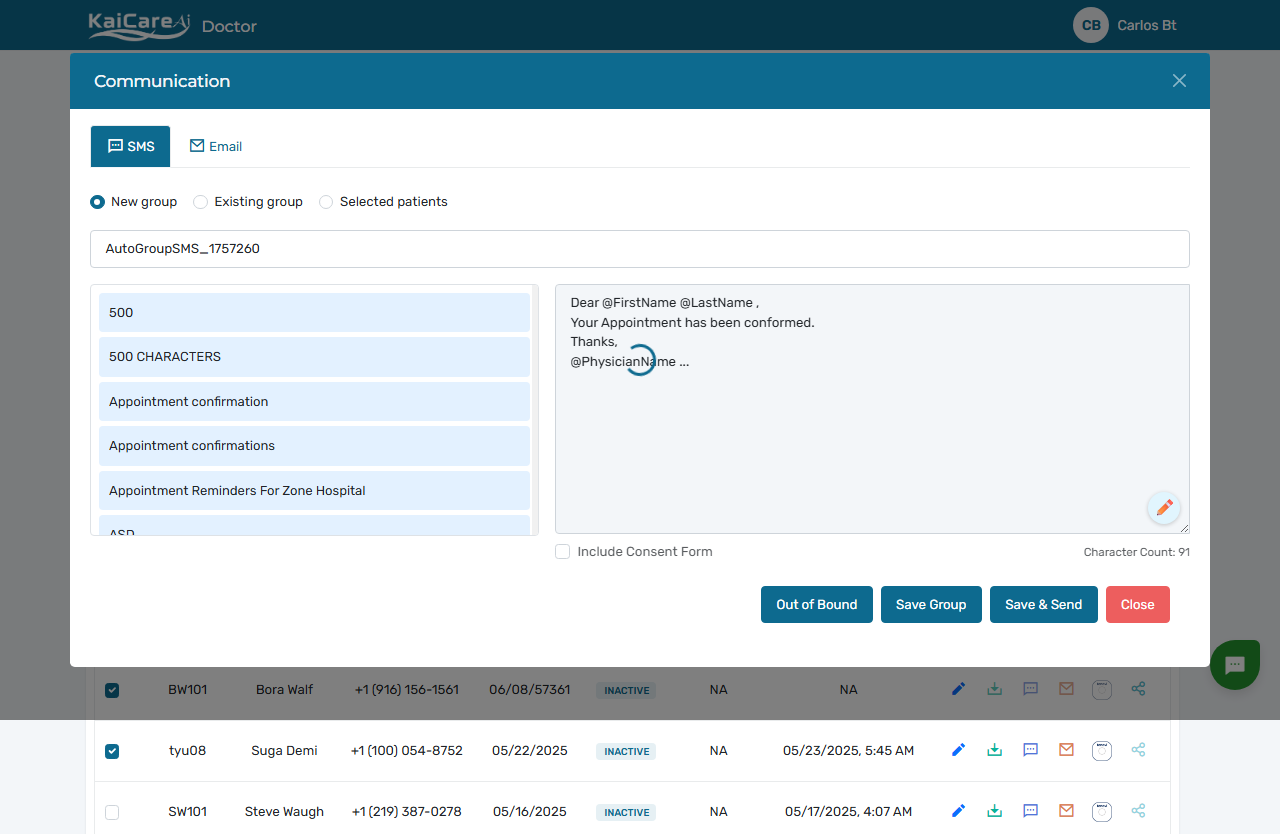 KaiCare Ai Doctor
CB Carlos Bt
Communication
SMS Email
New group Existing group Selected patients
AutoGroupSMS_1757260
500
500 CHARACTERS
Appointment confirmation
Appointment confirmations
Appointment Reminders For Zone Hospital
ASD
Dear @FirstName @LastName ,
Your Appointment has been conformed.
Thanks,
@PhysicianName ...
Include Consent Form Character Count: 91
Out of Bound Save Group Save & Send Close
BW101 Bora Walf +1 (916) 156-1561 06/08/57361 INACTIVE NA NA
tyu08 Suga Demi +1 (100) 054-8752 05/22/2025 INACTIVE NA 05/23/2025, 5:45 AM
SW101 Steve Waugh +1 (219) 387-0278 05/16/2025 INACTIVE NA 05/17/2025, 4:07 AM